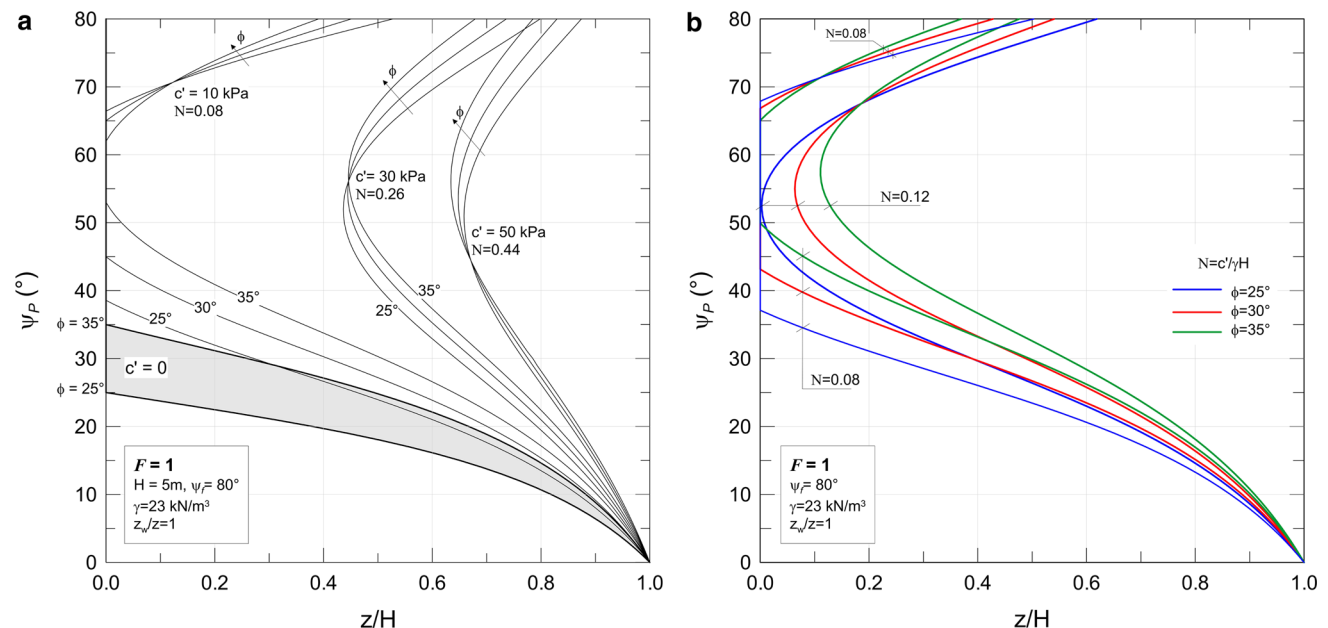 a
80
70
60
50
40
30
20
10
0
ψP (°)
0.0
0.2
0.4
0.6
0.8
1.0
z/H
ϕ
c' = 10 kPa
N=0.08
ϕ
c'= 30 kPa
N=0.26
ϕ
c' = 50 kPa
N=0.44
35°
30°
25°
35°
25°
ϕ = 35°
c' = 0
ϕ = 25°
F = 1
H = 5m, ψf= 80°
γ=23 kN/m³
zw/z=1
b
80
70
60
50
40
30
20
10
0
ψP (°)
0.0
0.2
0.4
0.6
0.8
1.0
z/H
N=0.08
N=0.12
N=0.08
N=c'/γH
ϕ=25°
ϕ=30°
ϕ=35°
F = 1
ψf= 80°
γ=23 kN/m³
zw/z=1